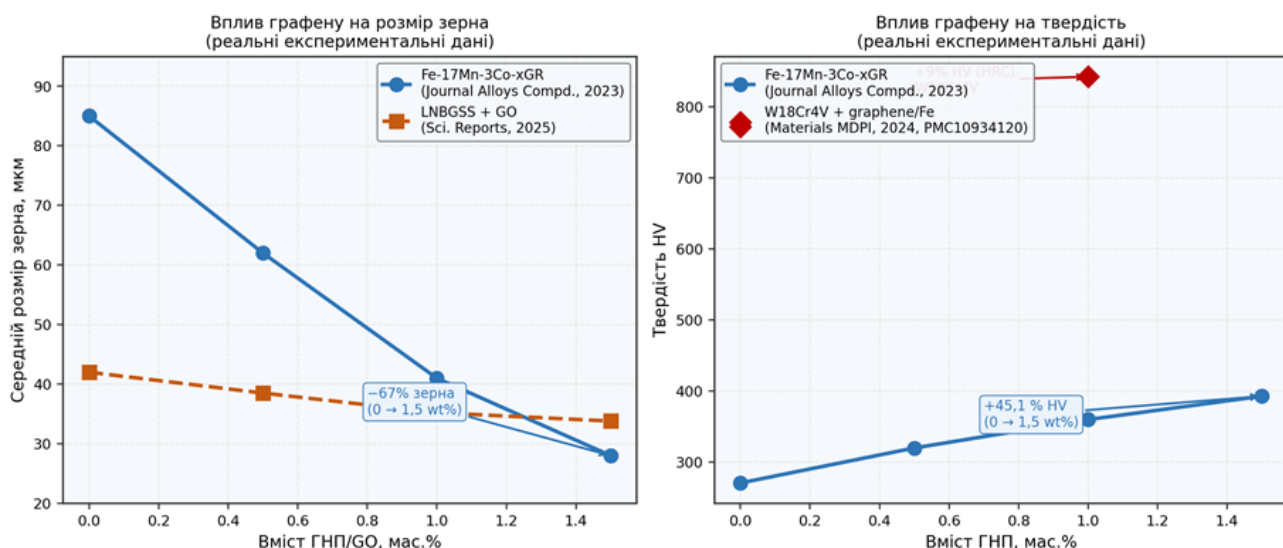 Вплив графену на розмір зерна
(реальні експериментальні дані)
Середній розмір зерна, мкм
90
80
70
60
50
40
30
20
Fe-17Mn-3Co-xGR
(Journal Alloys Compd., 2023)
LNBGSS + GO
(Sci. Reports, 2025)
−67% зерна
(0 → 1,5 wt%)
0.0
0.2
0.4
0.6
0.8
1.0
1.2
1.4
Вміст ГНП/GO, мас.%
Вплив графену на твердість
(реальні експериментальні дані)
Твердість HV
800
700
600
500
400
300
Fe-17Mn-3Co-xGR
(Journal Alloys Compd., 2023)
W18Cr4V + graphene/Fe
(Materials MDPI, 2024, PMC10934120)
+9% HV (HRC)
+45,1 % HV
(0 → 1,5 wt%)
0.0
0.2
0.4
0.6
0.8
1.0
1.2
1.4
Вміст ГНП, мас.%